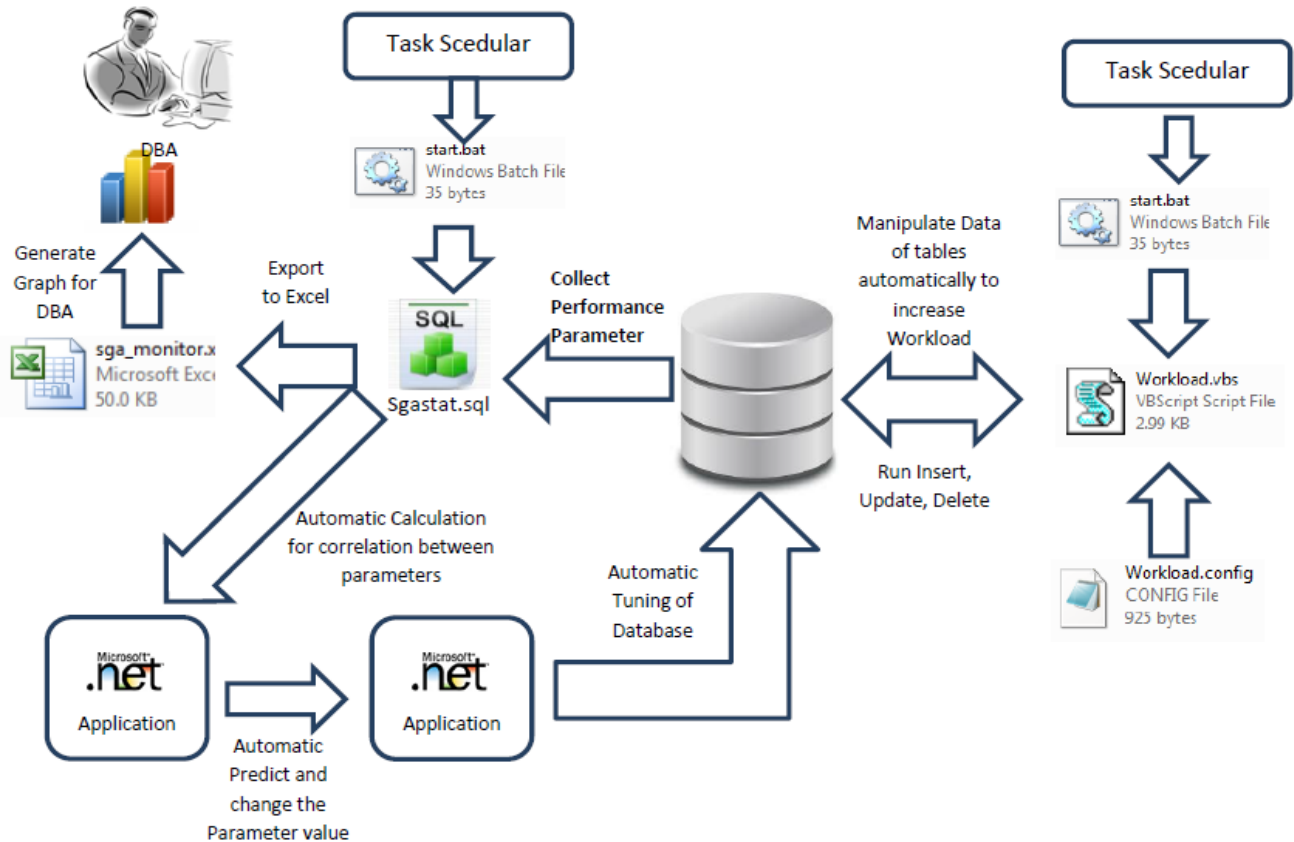 Task Scedular
start.bat
Windows Batch File
35 bytes
DBA
Generate
Graph for
DBA
Export
to Excel
sga_monitor.x
Microsoft Exce
50.0 KB
SQL
Sgastat.sql
Collect
Performance
Parameter
Manipulate Data
of tables
automatically to
increase
Workload
Run Insert,
Update, Delete
Task Scedular
start.bat
Windows Batch File
35 bytes
Workload.vbs
VBScript Script File
2.99 KB
Workload.config
CONFIG File
925 bytes
Automatic Calculation
for correlation between
parameters
Microsoft
.net
Application
Automatic
Predict and
change the
Parameter value
Microsoft
.net
Application
Automatic
Tuning of
Database